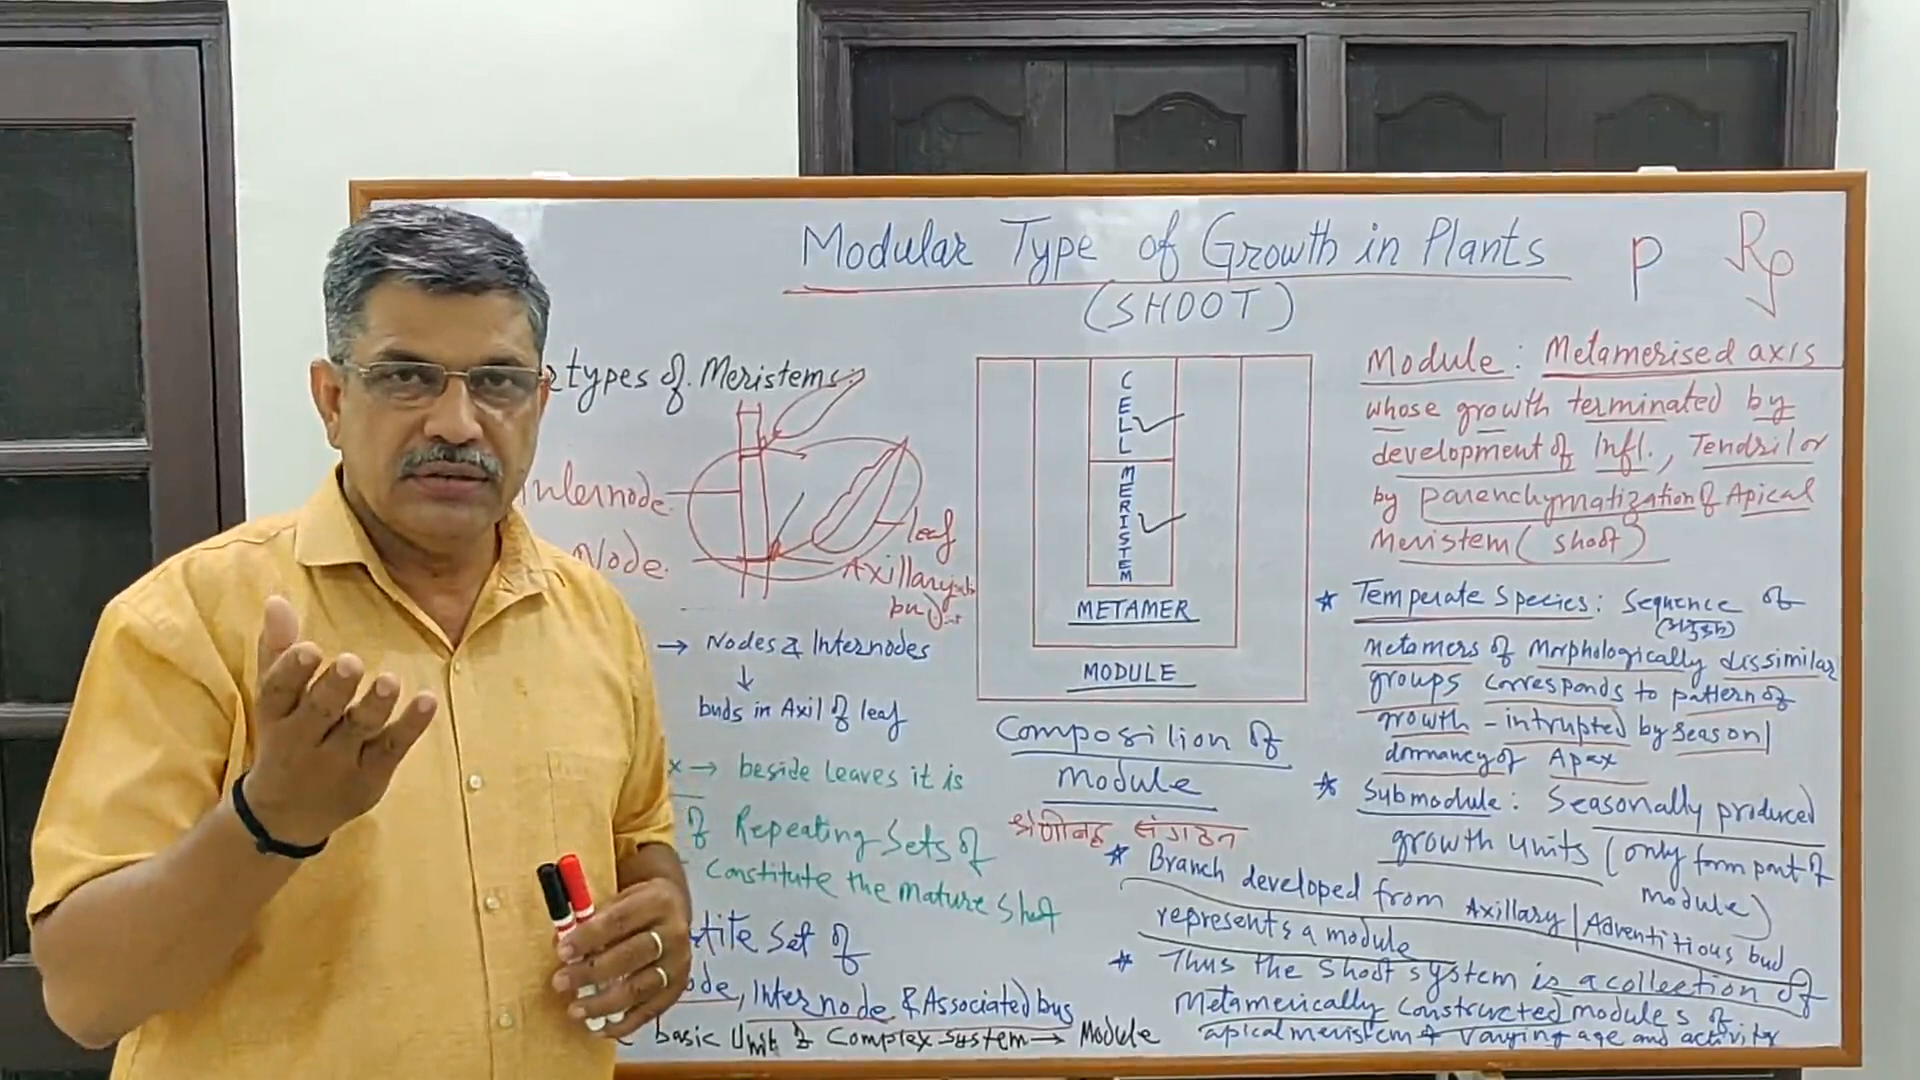 Modular Type of Growth in Plants
(SHOOT)
P
types of Meristems
Internode
Node
leaf
Axillary
bud
→ Nodes & Internodes
↓
buds in Axil of leaf
x → beside leaves it is
of Repeating Sets of
Constitute the mature Shoot
Set of
Internode & Associated bus
basic Unit Complex System → Module
CELL
MERISTEM
METAMER
MODULE
Composition of
Module
श्रेणीबद्ध संगठन
Module: Metamerised axis
whose growth terminated by
development of Infl., Tendril or
by parenchymatization of Apical
Meristem (shoot)
* Temperate Species: Sequence of
metamers of Morphologically dissimilar
groups corresponds to pattern of
growth - intrupted by season
dormancy of Apex
* Submodule: Seasonally produced
growth units (only form part of
module)
* Branch developed from Axillary / Adventitious bud
represents a module
* Thus the shoot system is a collection of
Metamerically constructed modules of
apical meristem varying age and activity